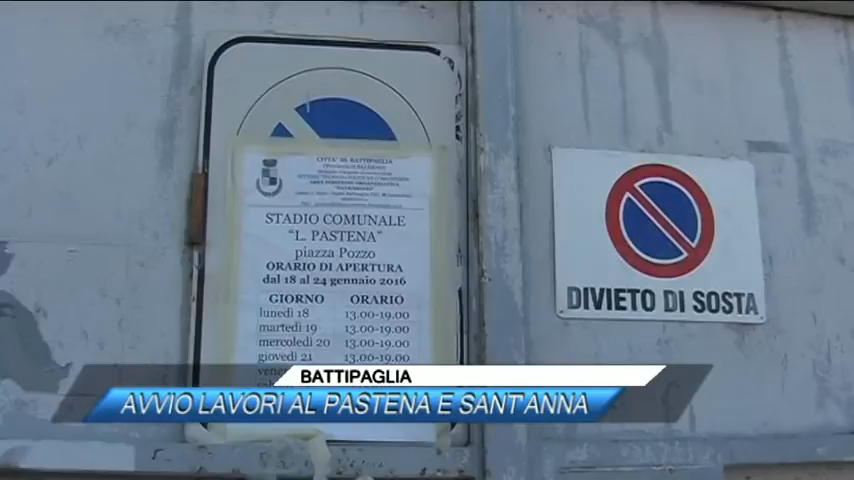 CITTA' DI BATTIPAGLIA
STADIO COMUNALE
"L. PASTENA"
piazza Pozzo
ORARIO DI APERTURA
dal 18 al 24 gennaio 2016
GIORNO ORARIO
lunedì 18 13.00-19.00
martedì 19 13.00-19.00
mercoledì 20 13.00-19.00
giovedì 21 13.00-19.00
DIVIETO DI SOSTA
BATTIPAGLIA
AVVIO LAVORI AL PASTENA E SANT'ANNA